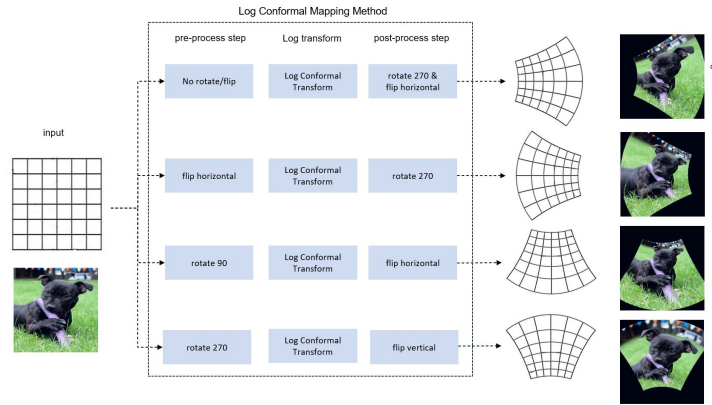 Log Conformal Mapping Method
pre-process step
Log transform
post-process step
No rotate/flip
Log Conformal
Transform
rotate 270 &
flip horizontal
input
flip horizontal
Log Conformal
Transform
rotate 270
rotate 90
Log Conformal
Transform
flip horizontal
rotate 270
Log Conformal
Transform
flip vertical